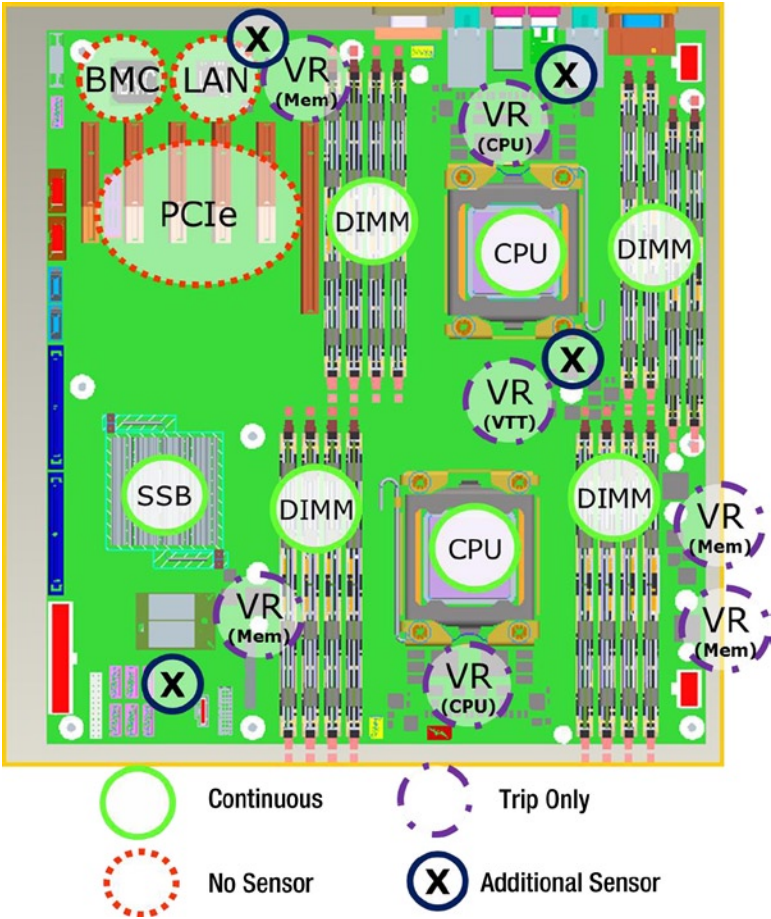 X
BMC
LAN
VR
(Mem)
X
VR
(CPU)
PCIe
DIMM
CPU
DIMM
X
VR
(VTT)
SSB
DIMM
CPU
DIMM
VR
(Mem)
VR
(Mem)
VR
(Mem)
X
VR
(CPU)
Continuous
Trip Only
No Sensor
X
Additional Sensor